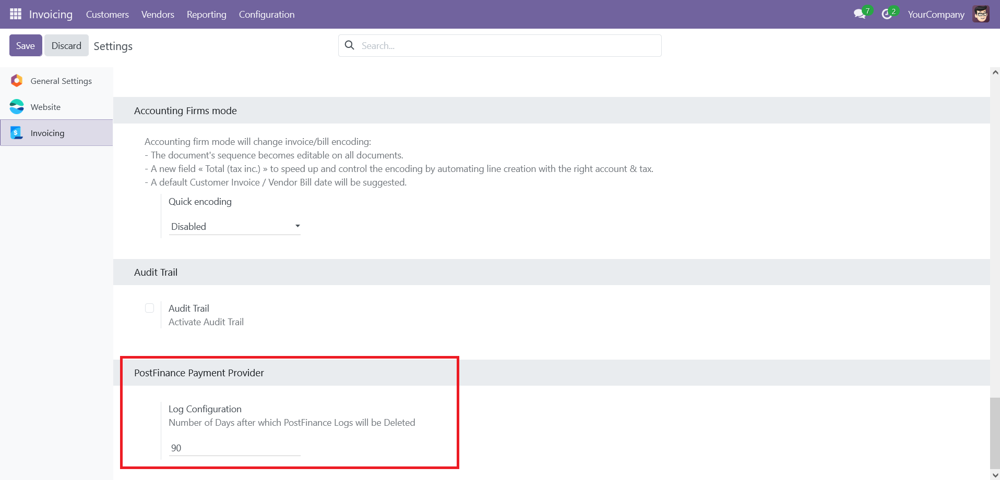 Invoicing Customers Vendors Reporting Configuration 7 2 YourCompany
Save Discard Settings Search...
General Settings
Website
Invoicing
Accounting Firms mode
Accounting firm mode will change invoice/bill encoding:
- The document's sequence becomes editable on all documents.
- A new field « Total (tax inc.) » to speed up and control the encoding by automating line creation with the right account & tax.
- A default Customer Invoice / Vendor Bill date will be suggested.
Quick encoding
Disabled
Audit Trail
Audit Trail
Activate Audit Trail
PostFinance Payment Provider
Log Configuration
Number of Days after which PostFinance Logs will be Deleted
90